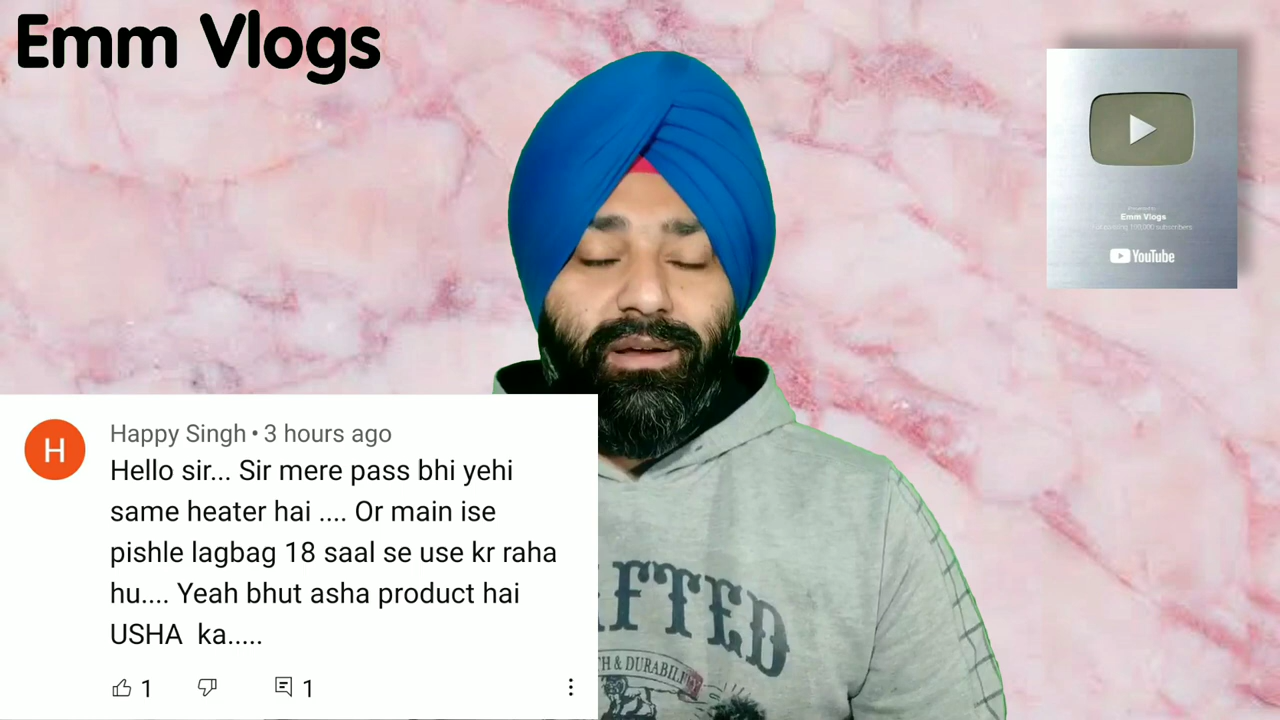 Emm Vlogs
Emm Vlogs
YouTube
H
Happy Singh • 3 hours ago
Hello sir... Sir mere pass bhi yehi
same heater hai .... Or main ise
pishle lagbag 18 saal se use kr raha
hu.... Yeah bhut asha product hai
USHA ka.....
1
1
FTED
& DURABILITY